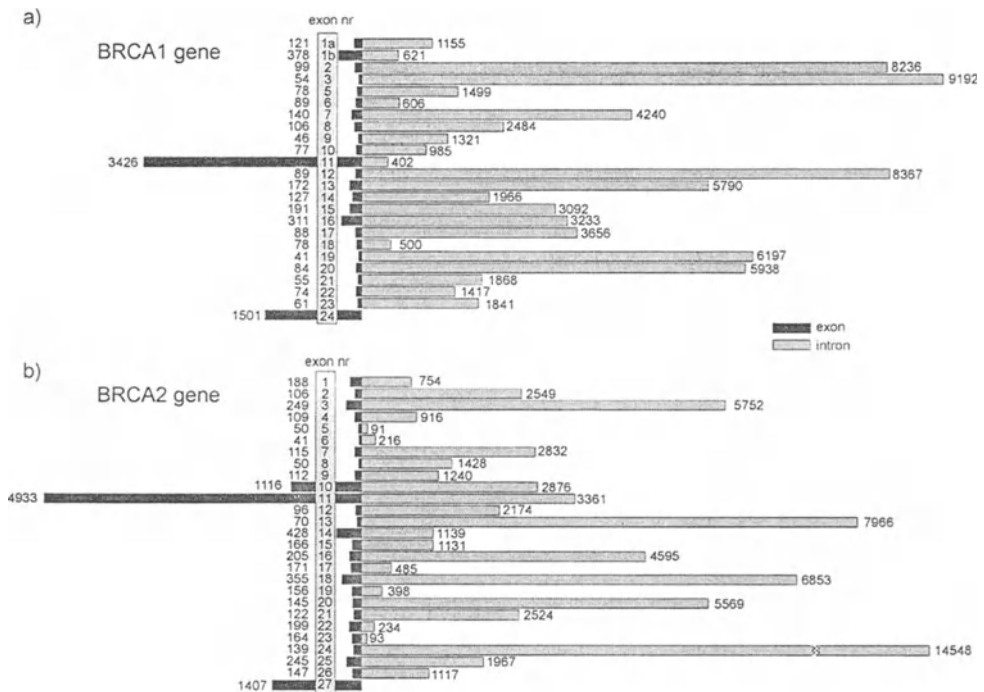 a)
exon nr
BRCA1 gene
121 1a 1155
378 1b 621
99 2 8236
54 3 9192
78 5 1499
89 6 606
140 7 4240
106 8 2484
46 9 1321
77 10 985
3426 11 402
89 12 8367
172 13 5790
127 14 1966
191 15 3092
311 16 3233
88 17 3656
78 18 500
41 19 6197
84 20 5938
55 21 1868
74 22 1417
61 23 1841
1501 24
exon
intron
b)
exon nr
BRCA2 gene
188 1 754
106 2 2549
249 3 5752
109 4 916
50 5 91
41 6 216
115 7 2832
50 8 1428
112 9 1240
1116 10 2876
4933 11 3361
96 12 2174
70 13 7966
428 14 1139
166 15 1131
205 16 4595
171 17 485
355 18 6853
156 19 398
145 20 5569
122 21 2524
199 22 234
164 23 93
139 24 14548
245 25 1967
147 26 1117
1407 27